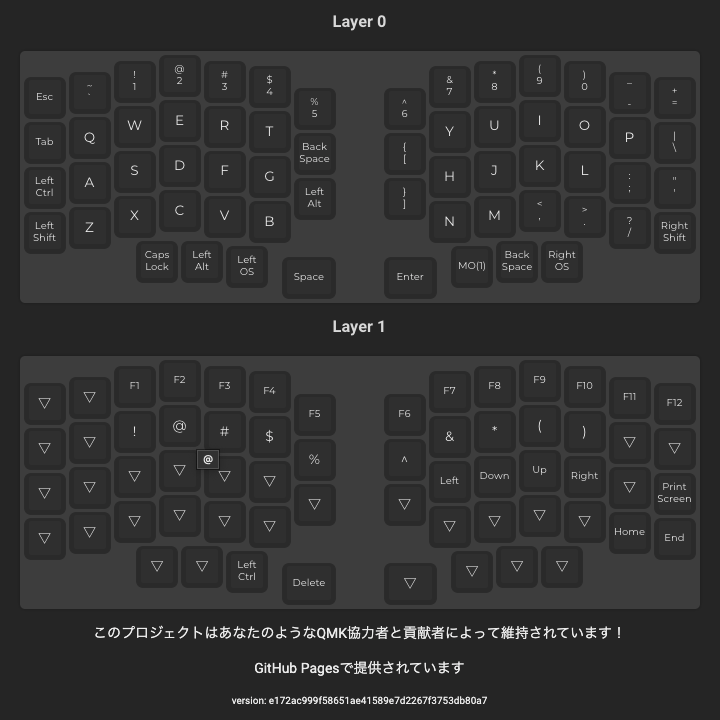 Layer 0
Esc
~
`
!
1
@
2
#
3
$
4
%
5
^
6
&
7
*
8
(
9
)
0
_
-
+
=
Tab
Q
W
E
R
T
Back
Space
{
[
Y
U
I
O
P
|
\
Left
Ctrl
A
S
D
F
G
Left
Alt
}
]
H
J
K
L
:
;
"
'
Left
Shift
Z
X
C
V
B
N
M
<
,
>
.
?
/
Right
Shift
Caps
Lock
Left
Alt
Left
OS
Space
Enter
MO(1)
Back
Space
Right
OS
Layer 1
▽
▽
F1
F2
F3
F4
F5
F6
F7
F8
F9
F10
F11
F12
▽
▽
!
@
#
$
%
^
&
*
(
)
▽
▽
@
▽
▽
▽
▽
▽
▽
▽
▽
Left
Down
Up
Right
▽
Print
Screen
▽
▽
▽
▽
▽
▽
▽
▽
▽
▽
Home
End
▽
▽
Left
Ctrl
Delete
▽
▽
▽
▽
このプロジェクトはあなたのようなQMK協力者と貢献者によって維持されています！
GitHub Pagesで提供されています
version: e172ac999f58651ae41589e7d2267f3753db80a7